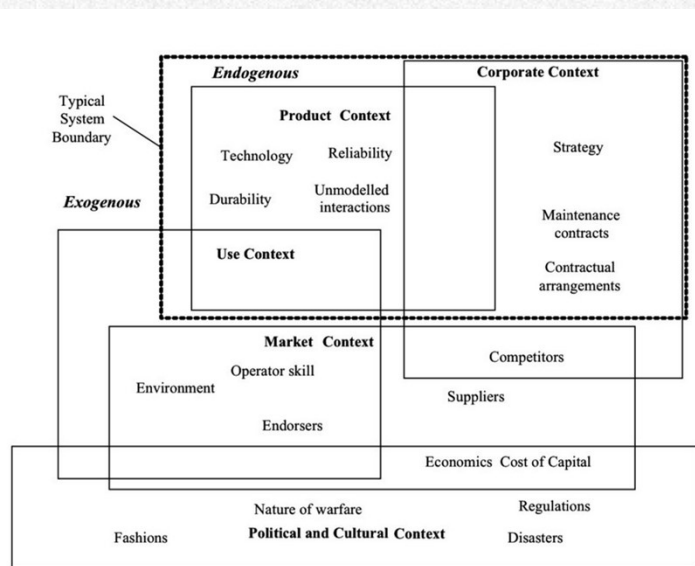 Endogenous
Corporate Context
Typical
System
Boundary
Product Context
Technology
Reliability
Strategy
Durability
Unmodelled
interactions
Exogenous
Maintenance
contracts
Use Context
Contractual
arrangements
Market Context
Competitors
Operator skill
Environment
Suppliers
Endorsers
Economics Cost of Capital
Nature of warfare
Regulations
Fashions
Political and Cultural Context
Disasters